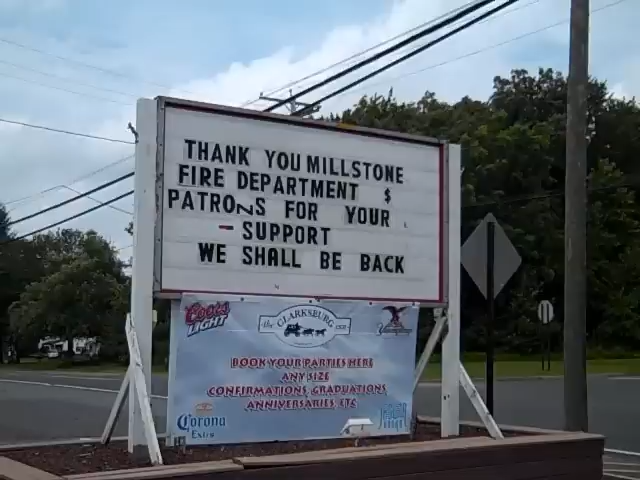 THANK YOU MILLSTONE
FIRE DEPARTMENT $
PATRONS FOR YOUR
SUPPORT
WE SHALL BE BACK
Coors
LIGHT
the CLARKSBURG inn
BOOK YOUR PARTIES HERE
ANY SIZE
CONFIRMATIONS, GRADUATIONS
ANNIVERSARIES, ETC.
Corona
Extra